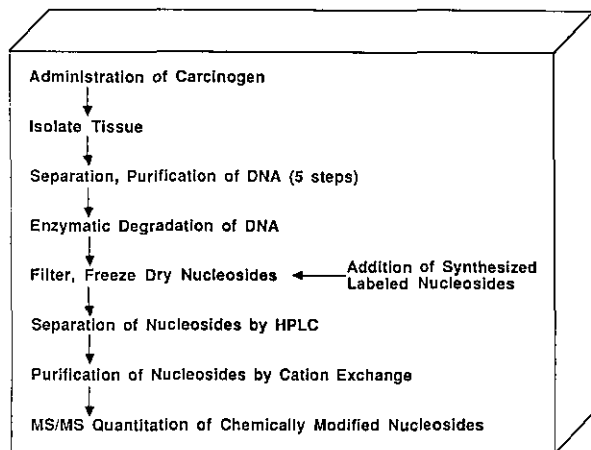 Administration of Carcinogen
Isolate Tissue
Separation, Purification of DNA (5 steps)
Enzymatic Degradation of DNA
Filter, Freeze Dry Nucleosides
Addition of Synthesized
Labeled Nucleosides
Separation of Nucleosides by HPLC
Purification of Nucleosides by Cation Exchange
MS/MS Quantitation of Chemically Modified Nucleosides